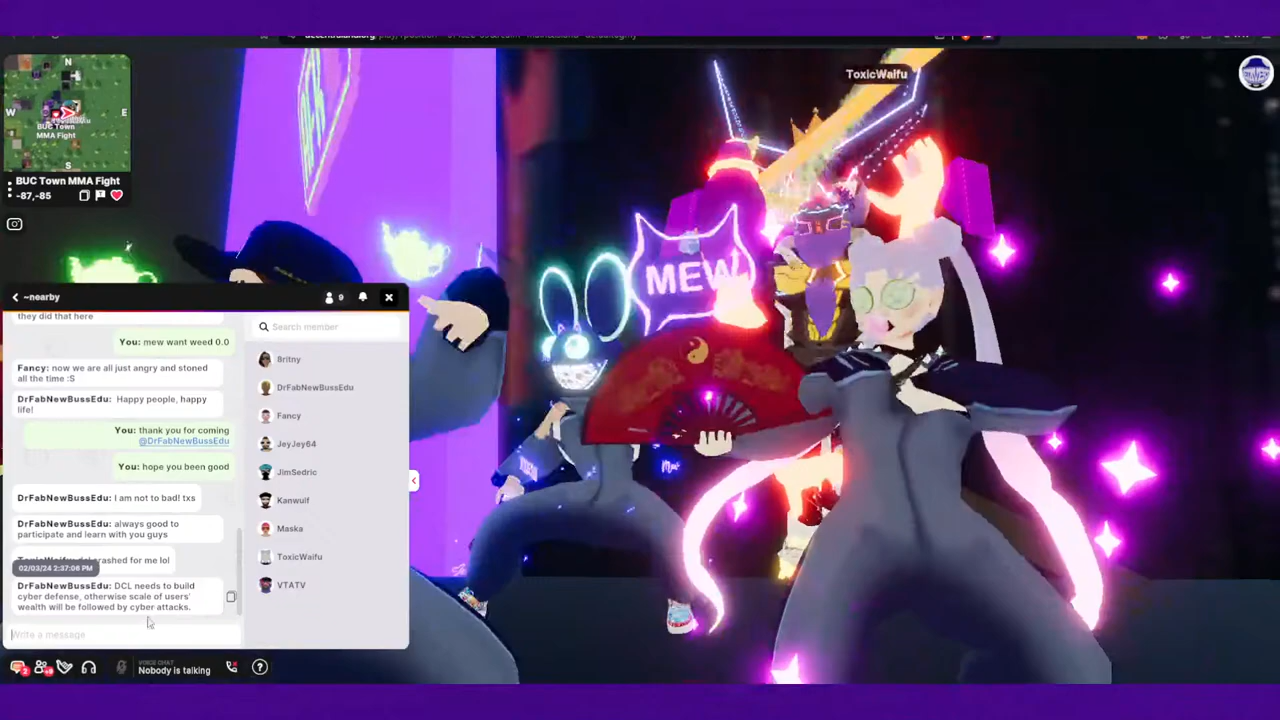 ToxicWaifu
N
W
E
BUC Town
MMA Fight
S
BUC Town MMA Fight
-87,-85
MEW
~nearby
9
they did that here
Search member
You: mew want weed 0.0
Britny
Fancy: now we are all just angry and stoned
all the time :S
DrFabNewBussEdu
DrFabNewBussEdu: Happy people, happy
life!
Fancy
You: thank you for coming
@DrFabNewBussEdu
JeyJey64
You: hope you been good
JimSedric
DrFabNewBussEdu: I am not to bad! txs
Kanwulf
DrFabNewBussEdu: always good to
participate and learn with you guys
Maska
crashed for me lol
ToxicWaifu
02/03/24 2:37:06 PM
DrFabNewBussEdu: DCL needs to build
cyber defense, otherwise scale of users'
wealth will be followed by cyber attacks.
VTATV
Write a message
VOICE CHAT
Nobody is talking